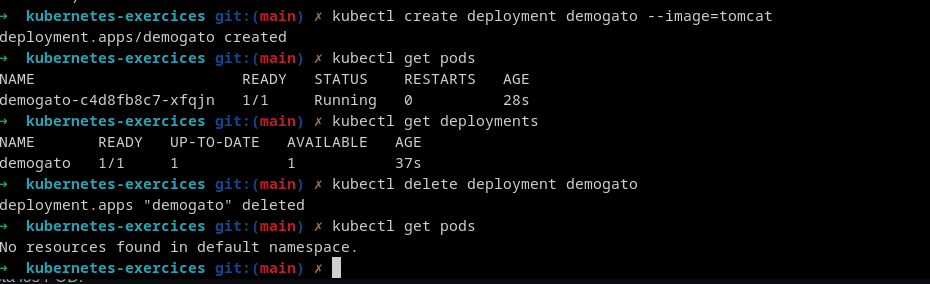 → kubernetes-exercices git:(main) ✗ kubectl create deployment demogato --image=tomcat
deployment.apps/demogato created
→ kubernetes-exercices git:(main) ✗ kubectl get pods
NAME READY STATUS RESTARTS AGE
demogato-c4d8fb8c7-xfqjn 1/1 Running 0 28s
→ kubernetes-exercices git:(main) ✗ kubectl get deployments
NAME READY UP-TO-DATE AVAILABLE AGE
demogato 1/1 1 1 37s
→ kubernetes-exercices git:(main) ✗ kubectl delete deployment demogato
deployment.apps "demogato" deleted
→ kubernetes-exercices git:(main) ✗ kubectl get pods
No resources found in default namespace.
→ kubernetes-exercices git:(main) ✗